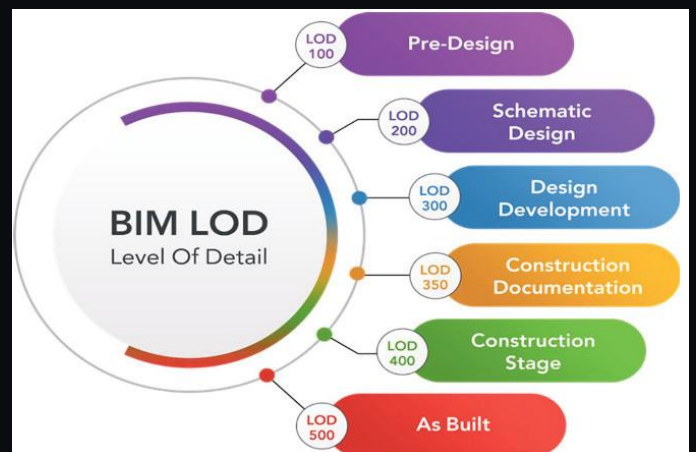 BIM LOD
Level Of Detail
LOD
100
Pre-Design
LOD
200
Schematic
Design
LOD
300
Design
Development
LOD
350
Construction
Documentation
LOD
400
Construction
Stage
LOD
500
As Built